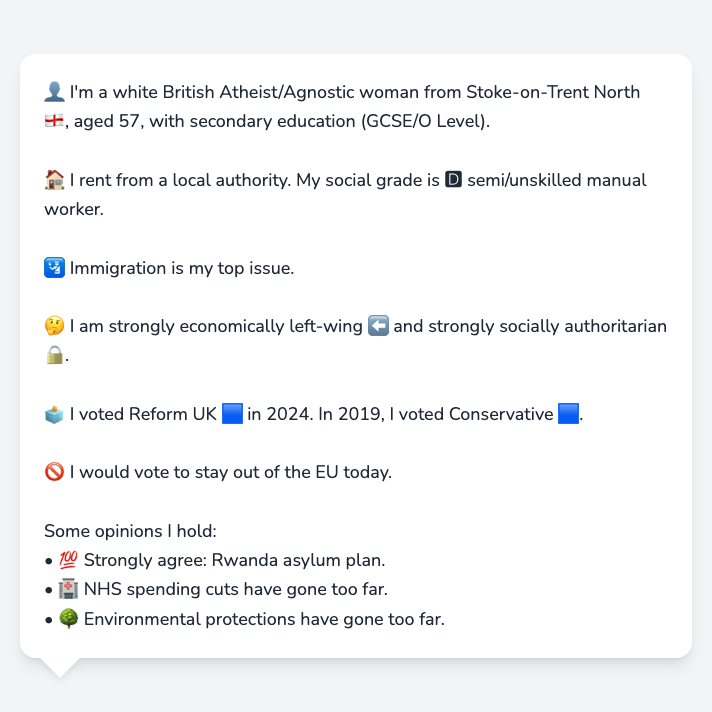 👤 I'm a white British Atheist/Agnostic woman from Stoke-on-Trent North
🏴󠁧󠁢󠁥󠁮󠁧󠁿, aged 57, with secondary education (GCSE/O Level).
🏠 I rent from a local authority. My social grade is 🅳 semi/unskilled manual
worker.
🛂 Immigration is my top issue.
🤔 I am strongly economically left-wing ⬅️ and strongly socially authoritarian
🔒.
🗳️ I voted Reform UK 🟦 in 2024. In 2019, I voted Conservative 🟦.
🚫 I would vote to stay out of the EU today.
Some opinions I hold:
• 💯 Strongly agree: Rwanda asylum plan.
• 🏥 NHS spending cuts have gone too far.
• 🌳 Environmental protections have gone too far.